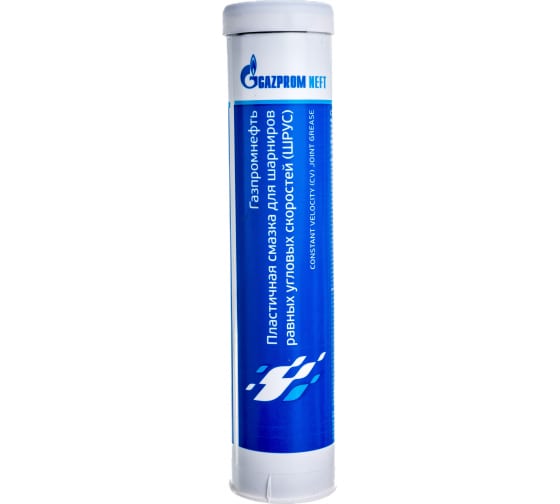 GAZPROM NEFT
Газпромнефть
Пластичная смазка для шарниров
равных угловых скоростей (ШРУС)
CONSTANT VELOCITY (CV) JOINT GREASE